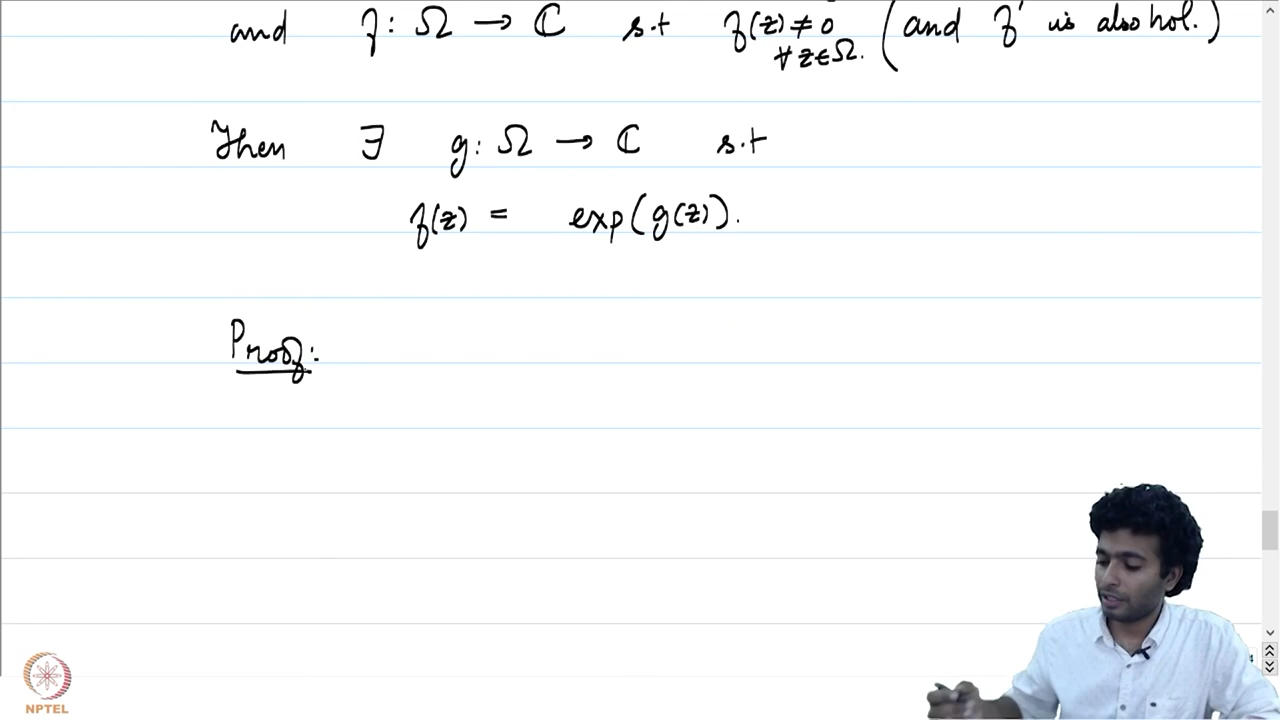 and f : Ω → ℂ s.t f(z) ≠ 0 (and f' is also hol.)
∀ z ∈ Ω.
Then ∃ g : Ω → ℂ s.t
f(z) = exp(g(z)).
Proof:
NPTEL